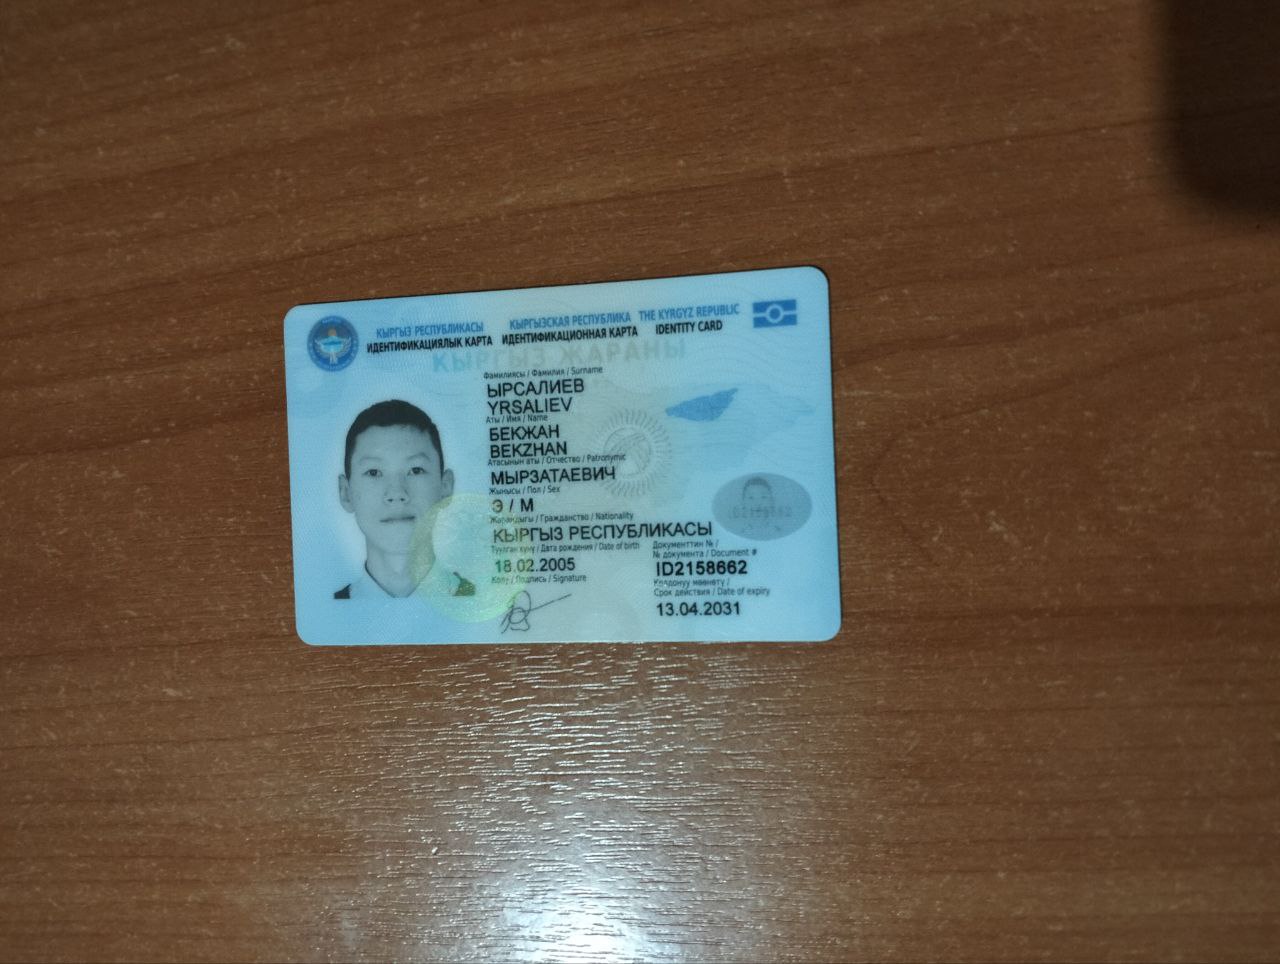 КЫРГЫЗ РЕСПУБЛИКАСЫ КЫРГЫЗСКАЯ РЕСПУБЛИКА THE KYRGYZ REPUBLIC
ИДЕНТИФИКАЦИЯЛЫК КАРТА ИДЕНТИФИКАЦИОННАЯ КАРТА IDENTITY CARD
КЫРГЫЗ ЖАРАНЫ
Фамилиясы / Фамилия / Surname
ЫРСАЛИЕВ
YRSALIEV
Аты / Имя / Name
БЕКЖАН
BEKZHAN
Атасынын аты / Отчество / Patronymic
МЫРЗАТАЕВИЧ
Жынысы / Пол / Sex
Э / М
Жарандыгы / Гражданство / Nationality
КЫРГЫЗ РЕСПУБЛИКАСЫ
Туулган күнү / Дата рождения / Date of birth
18.02.2005
Колу / Подпись / Signature
Документтин № /
№ документа / Document #
ID2158662
Колдонуу мөөнөтү /
Срок действия / Date of expiry
13.04.2031